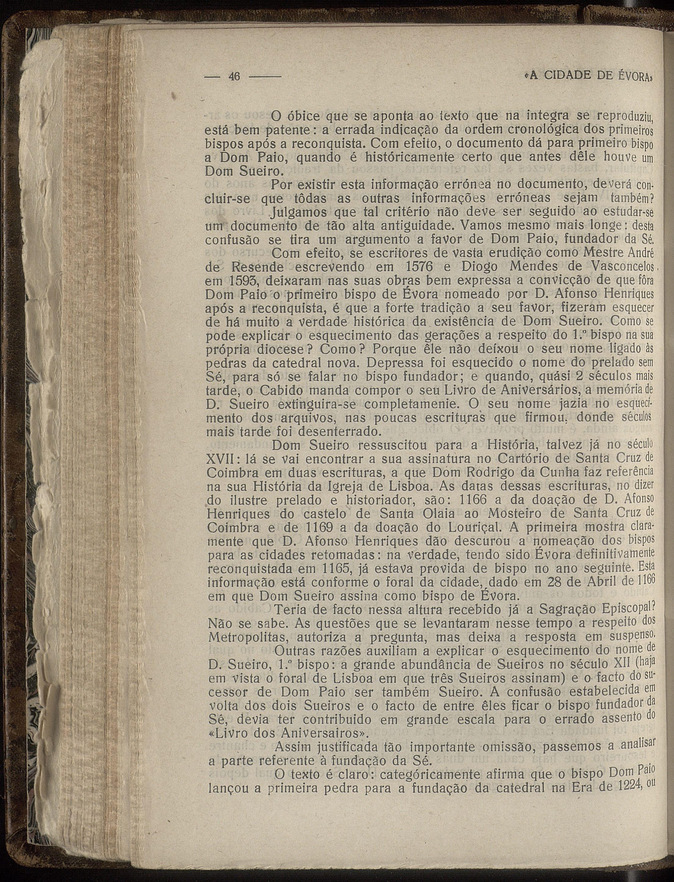 — 46 —
«A CIDADE DE ÉVORA»
O óbice que se aponta ao texto que na integra se reproduziu,
está bem patente: a errada indicação da ordem cronológica dos primeiros
bispos após a reconquista. Com efeito, o documento dá para primeiro bispo
a Dom Paio, quando é históricamente certo que antes dêle houve um
Dom Sueiro.
Por existir esta informação errónea no documento, deverá con-
cluir-se que tôdas as outras informações erróneas sejam também?
Julgamos que tal critério não deve ser seguido ao estudar-se
um documento de tão alta antiguidade. Vamos mesmo mais longe: desta
confusão se tira um argumento a favor de Dom Paio, fundador da Sé.
Com efeito, se escritores de vasta erudição como Mestre André
de Resende escrevendo em 1576 e Diogo Mendes de Vasconcelos,
em 1593, deixaram nas suas obras bem expressa a convicção de que fôra
Dom Paio o primeiro bispo de Évora nomeado por D. Afonso Henriques
após a reconquista, é que a forte tradição a seu favor, fizeram esquecer
de há muito a verdade histórica da existência de Dom Sueiro. Como se
pode explicar o esquecimento das gerações a respeito do 1.º bispo na sua
própria diocese? Como? Porque êle não deixou o seu nome ligado às
pedras da catedral nova. Depressa foi esquecido o nome do prelado sem
Sé, para só se falar no bispo fundador; e quando, quási 2 séculos mais
tarde, o Cabido manda compor o seu Livro de Aniversários, a memória de
D. Sueiro extinguira-se completamenie. O seu nome jazia no esqueci-
mento dos arquivos, nas poucas escrituras que firmou, donde séculos
mais tarde foi desenterrado.
Dom Sueiro ressuscitou para a História, talvez já no século
XVII: lá se vai encontrar a sua assinatura no Cartório de Santa Cruz de
Coimbra em duas escrituras, a que Dom Rodrigo da Cunha faz referência
na sua História da Igreja de Lisboa. As datas dessas escrituras, no dizer
do ilustre prelado e historiador, são: 1166 a da doação de D. Afonso
Henriques do castelo de Santa Olaia ao Mosteiro de Santa Cruz de
Coimbra e de 1169 a da doação do Louriçal. A primeira mostra clara-
mente que D. Afonso Henriques dão descurou a nomeação dos bispos
para as cidades retomadas: na verdade, tendo sido Évora definitivamente
reconquistada em 1165, já estava provida de bispo no ano seguinte. Esta
informação está conforme o foral da cidade, dado em 28 de Abril de 1166
em que Dom Sueiro assina como bispo de Évora.
Teria de facto nessa altura recebido já a Sagração Episcopal?
Não se sabe. As questões que se levantaram nesse tempo a respeito dos
Metropolitas, autoriza a pregunta, mas deixa a resposta em suspenso.
Outras razões auxiliam a explicar o esquecimento do nome de
D. Sueiro, 1.º bispo: a grande abundância de Sueiros no século XII (haja
em vista o foral de Lisboa em que três Sueiros assinam) e o facto do su-
cessor de Dom Paio ser também Sueiro. A confusão estabelecida em
volta dos dois Sueiros e o facto de entre êles ficar o bispo fundador da
Sé, devia ter contribuido em grande escala para o errado assento do
«Livro dos Aniversairos».
Assim justificada tão importante omissão, passemos a analisar
a parte referente à fundação da Sé.
O texto é claro: categóricamente afirma que o bispo Dom Paio
lançou a primeira pedra para a fundação da catedral na Era de 1224, ou